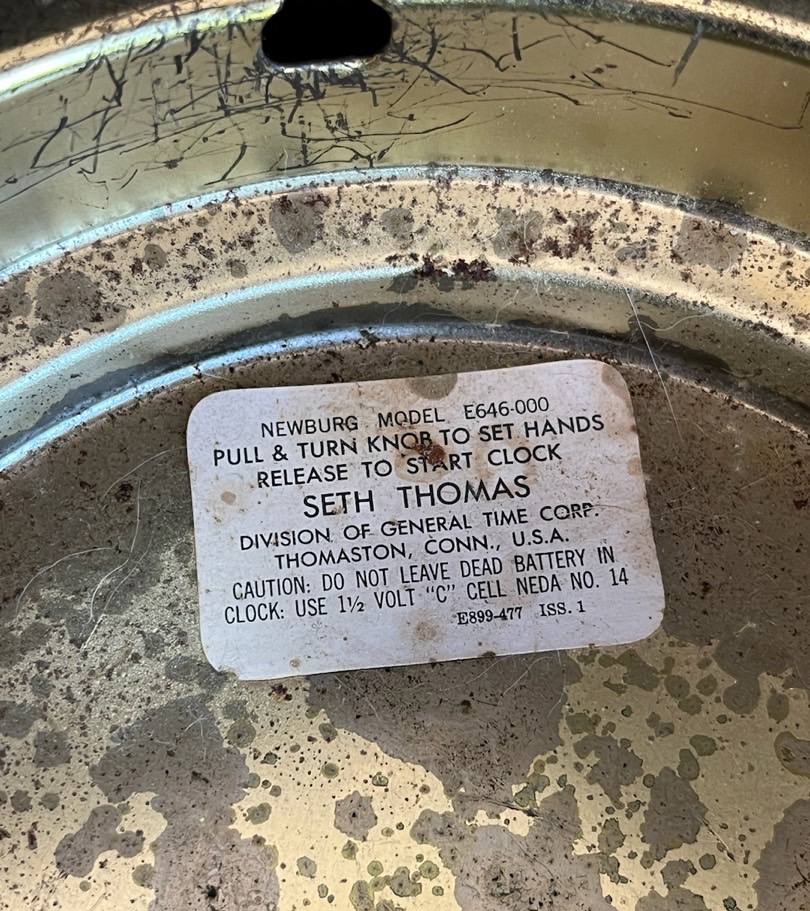 NEWBURG MODEL E646-000
PULL & TURN KNOB TO SET HANDS
RELEASE TO START CLOCK
SETH THOMAS
DIVISION OF GENERAL TIME CORP.
THOMASTON, CONN., U.S.A.
CAUTION: DO NOT LEAVE DEAD BATTERY IN
CLOCK: USE 1½ VOLT "C" CELL NEDA NO. 14
E899-477 ISS. 1